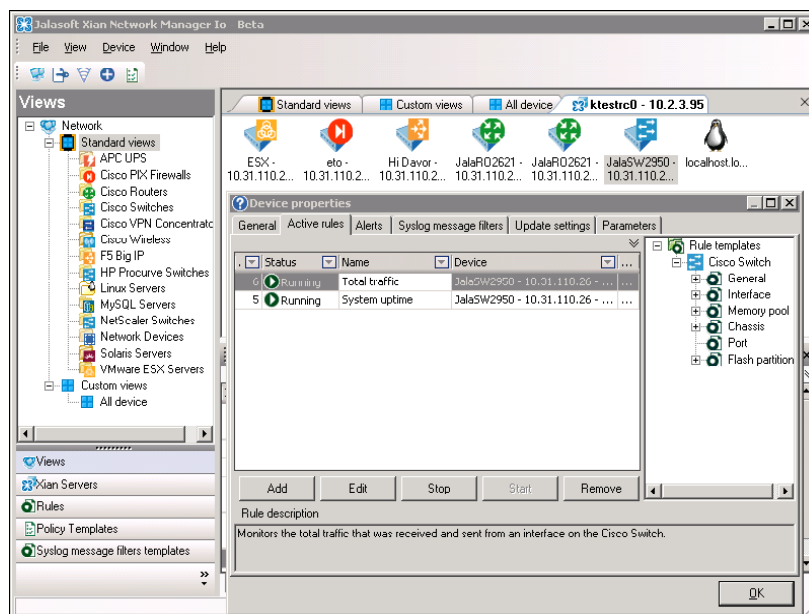 Jalasoft Xian Network Manager Io Beta
File View Device Window Help
Views
Network
Standard views
APC UPS
Cisco PIX Firewalls
Cisco Routers
Cisco Switches
Cisco VPN Concentratc
Cisco Wireless
F5 Big IP
HP Procurve Switches
Linux Servers
MySQL Servers
NetScaler Switches
Network Devices
Solaris Servers
VMware ESX Servers
Custom views
All device
Views
Xian Servers
Rules
Policy Templates
Syslog message filters templates
Standard views Custom views All device ktestrc0 - 10.2.3.95
ESX - eto - Hi Davor - JalaRO2621 - JalaRO2621 - JalaSW2950 - localhost.lo...
10.31.110.2... 10.31.110.2... 10.31.110.2... 10.31.110.2... 10.31.110.2... 10.31.110.2...
Device properties
General Active rules Alerts Syslog message filters Update settings Parameters
. Status Name Device ...
6 Running Total traffic JalaSW2950 - 10.31.110.26 - ... ...
5 Running System uptime JalaSW2950 - 10.31.110.26 - ... ...
Rule templates
Cisco Switch
General
Interface
Memory pool
Chassis
Port
Flash partition
Add Edit Stop Start Remove
Rule description
Monitors the total traffic that was received and sent from an interface on the Cisco Switch.
OK